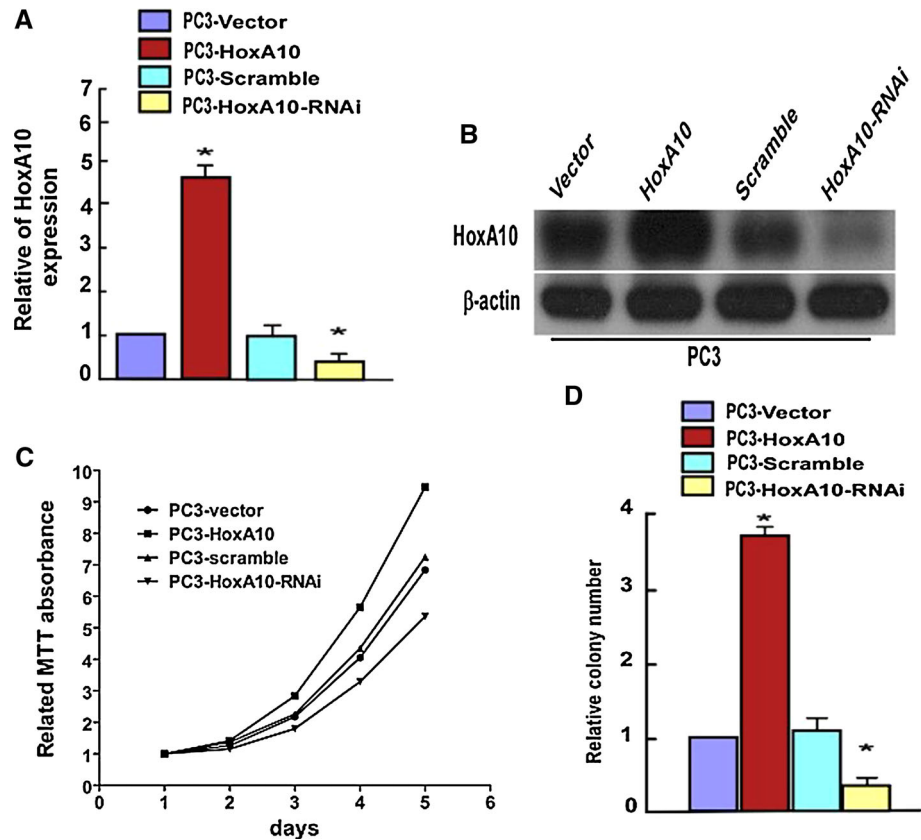 A
PC3-Vector
PC3-HoxA10
PC3-Scramble
PC3-HoxA10-RNAi
Relative of HoxA10
expression
7
6
5
4
3
2
1
0
*
*
B
Vector
HoxA10
Scramble
HoxA10-RNAi
HoxA10
β-actin
PC3
C
Related MTT absorbance
10
9
8
7
6
5
4
3
2
1
0
PC3-vector
PC3-HoxA10
PC3-scramble
PC3-HoxA10-RNAi
0 1 2 3 4 5 6
days
D
PC3-Vector
PC3-HoxA10
PC3-Scramble
PC3-HoxA10-RNAi
Relative colony number
4
3
2
1
0
*
*